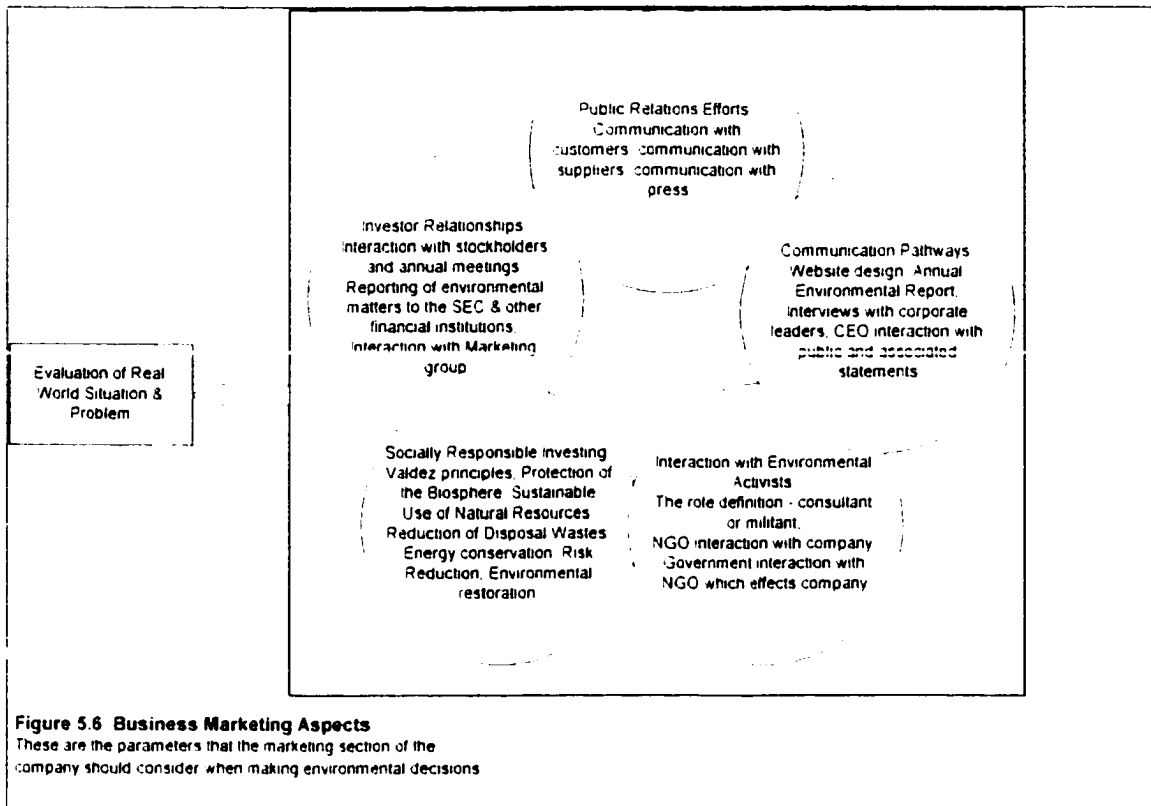 Public Relations Efforts
Communication with
customers communication with
suppliers communication with
press
Investor Relationships
Interaction with stockholders
and annual meetings
Reporting of environmental
matters to the SEC & other
financial institutions,
Interaction with Marketing
group
Communication Pathways
Website design. Annual
Environmental Report,
Interviews with corporate
leaders, CEO interaction with
public and associated
statements
Evaluation of Real
World Situation &
Problem
Socially Responsible Investing
Valdez principles, Protection of
the Biosphere Sustainable
Use of Natural Resources
Reduction of Disposal Wastes
Energy conservation Risk
Reduction, Environmental
restoration
Interaction with Environmental
Activists
The role definition - consultant
or militant,
NGO interaction with company
Government interaction with
NGO which effects company
Figure 5.6 Business Marketing Aspects
These are the parameters that the marketing section of the
company should consider when making environmental decisions